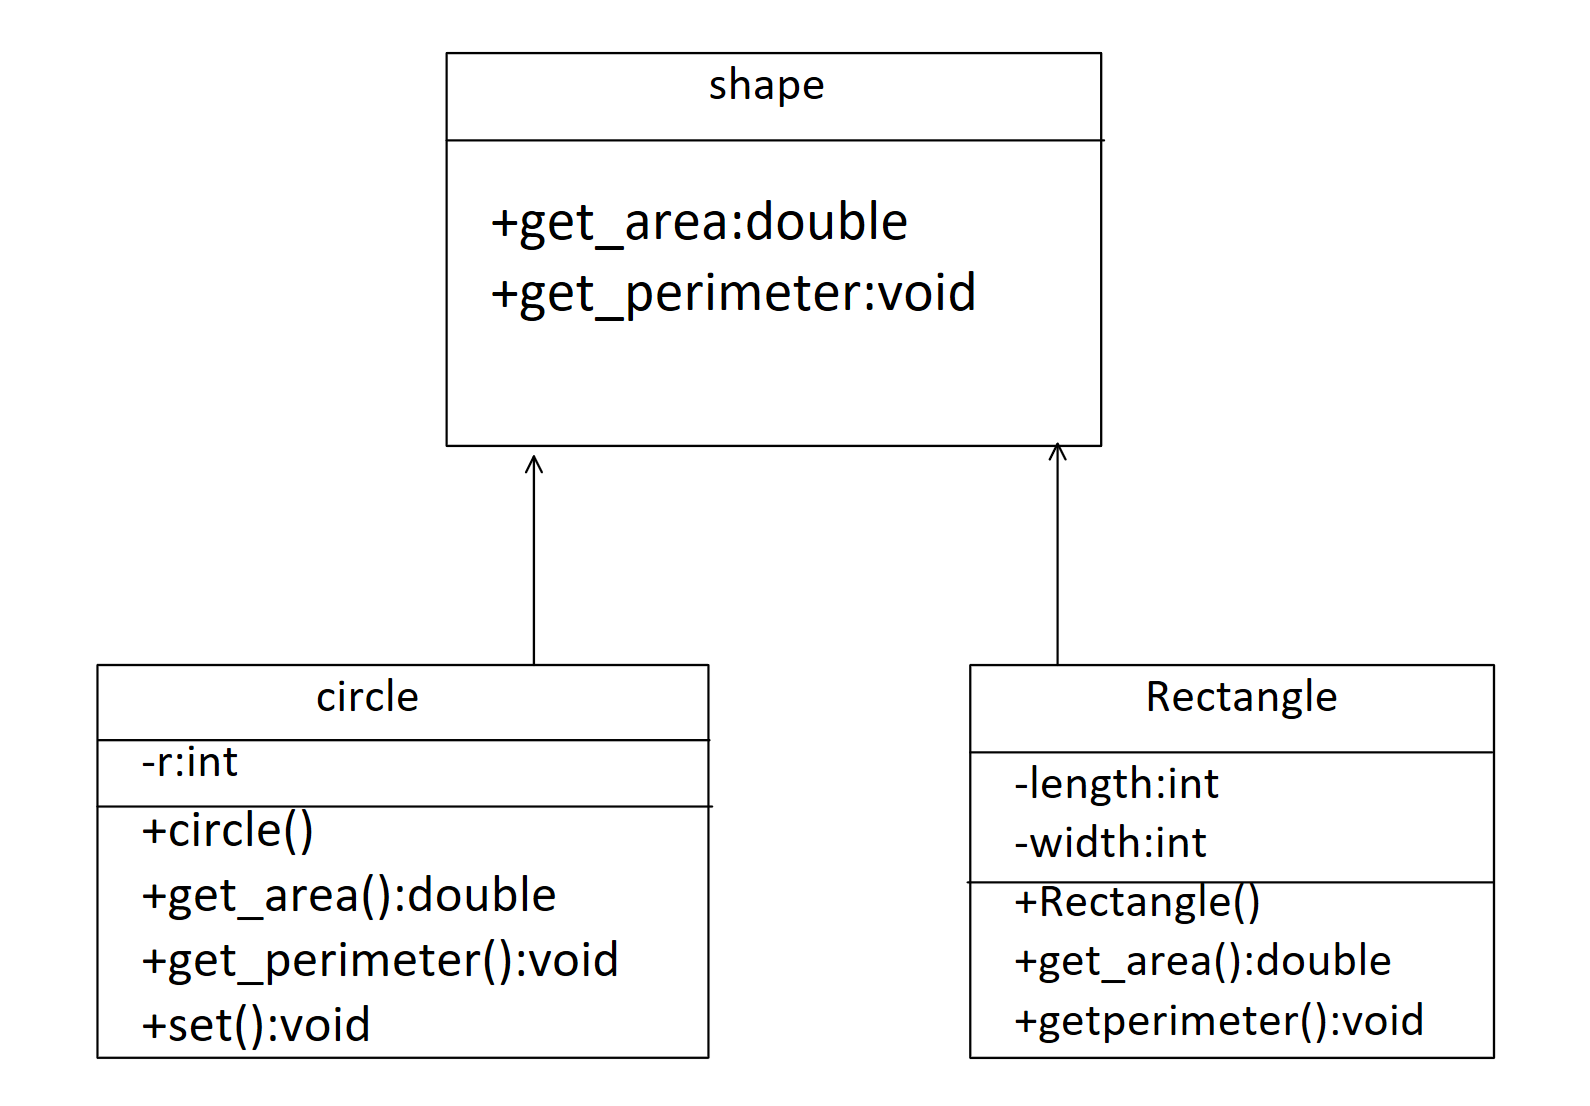 shape
+get_area:double
+get_perimeter:void
circle
-r:int
+circle()
+get_area():double
+get_perimeter():void
+set():void
Rectangle
-length:int
-width:int
+Rectangle()
+get_area():double
+getperimeter():void